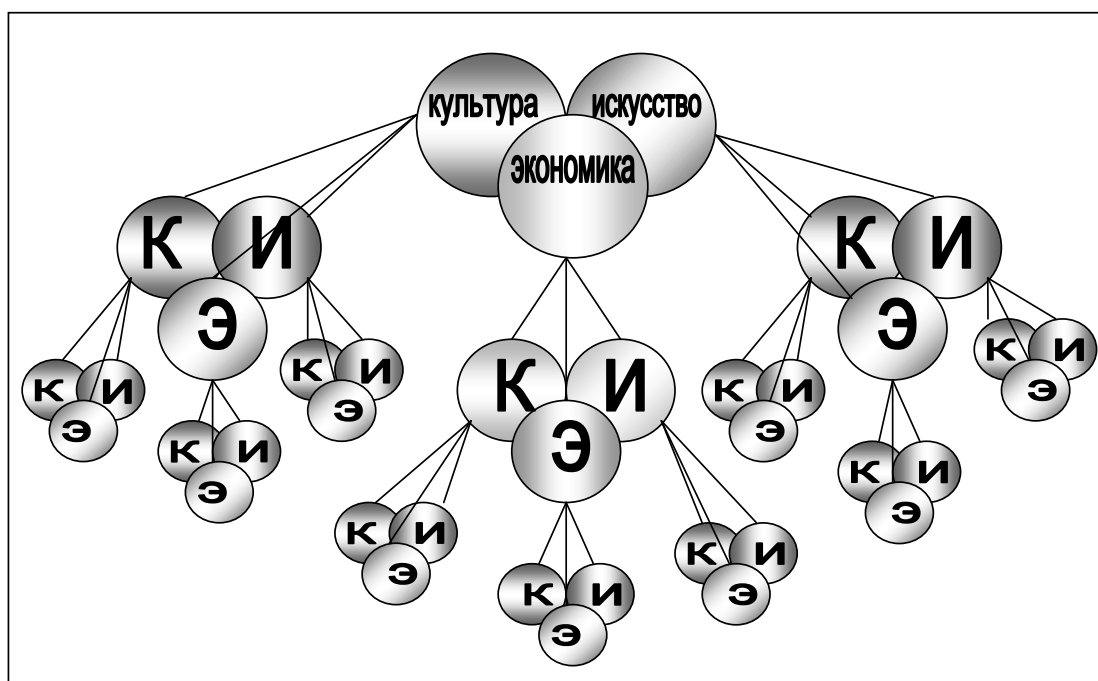 культура искусство
экономика
К И К И
Э Э
К И К И
К И К И К И К И
Э Э
Э Э
К И Э К И
Э К И Э
К И К И
Э К И Э
Э